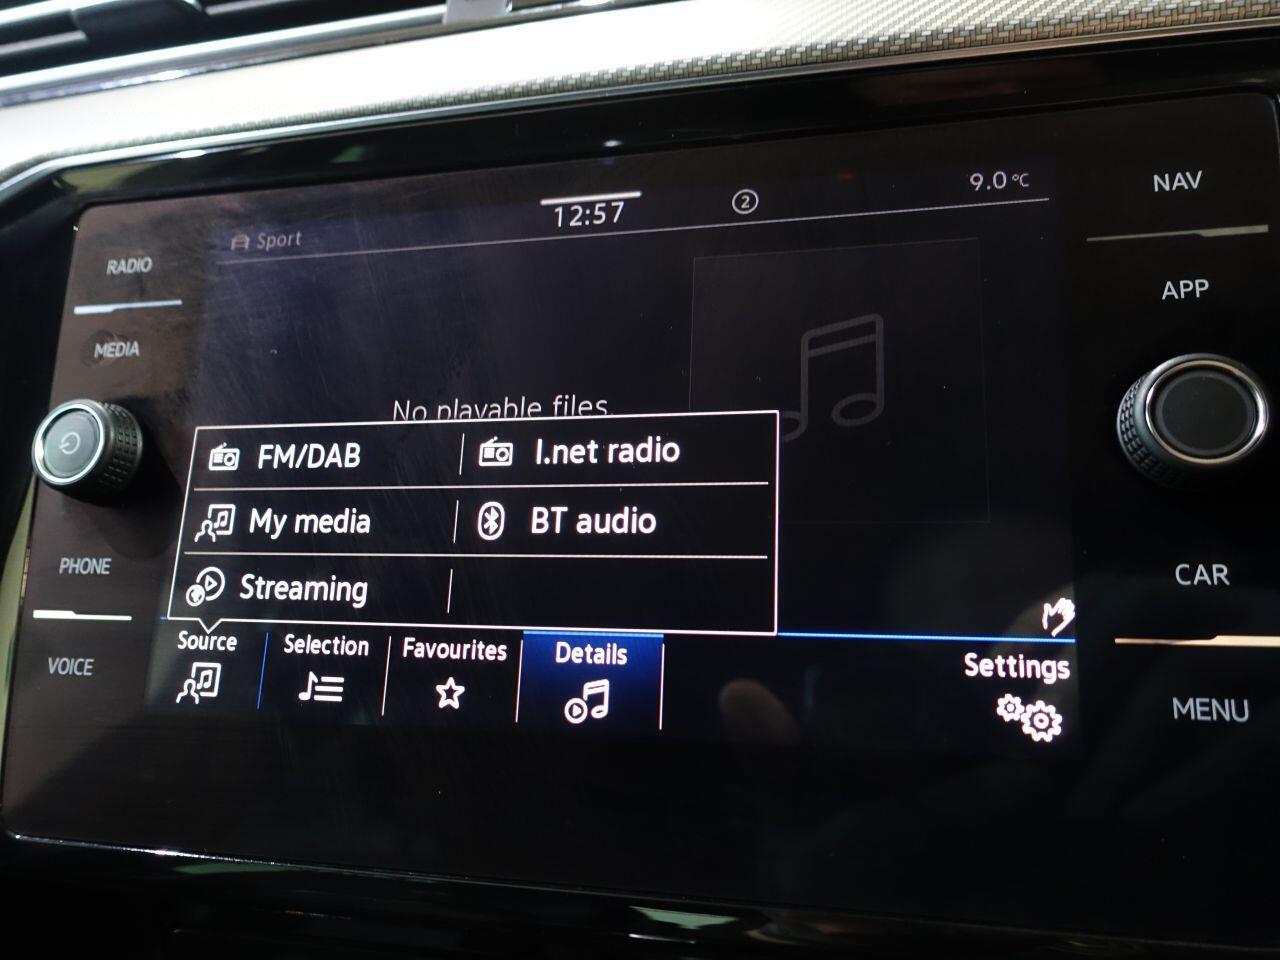 Sport
12:57
2
9.0 °C
NAV
RADIO
APP
MEDIA
No playable files.
FM/DAB
I.net radio
My media
BT audio
Streaming
PHONE
CAR
VOICE
Source
Selection
Favourites
Details
Settings
MENU